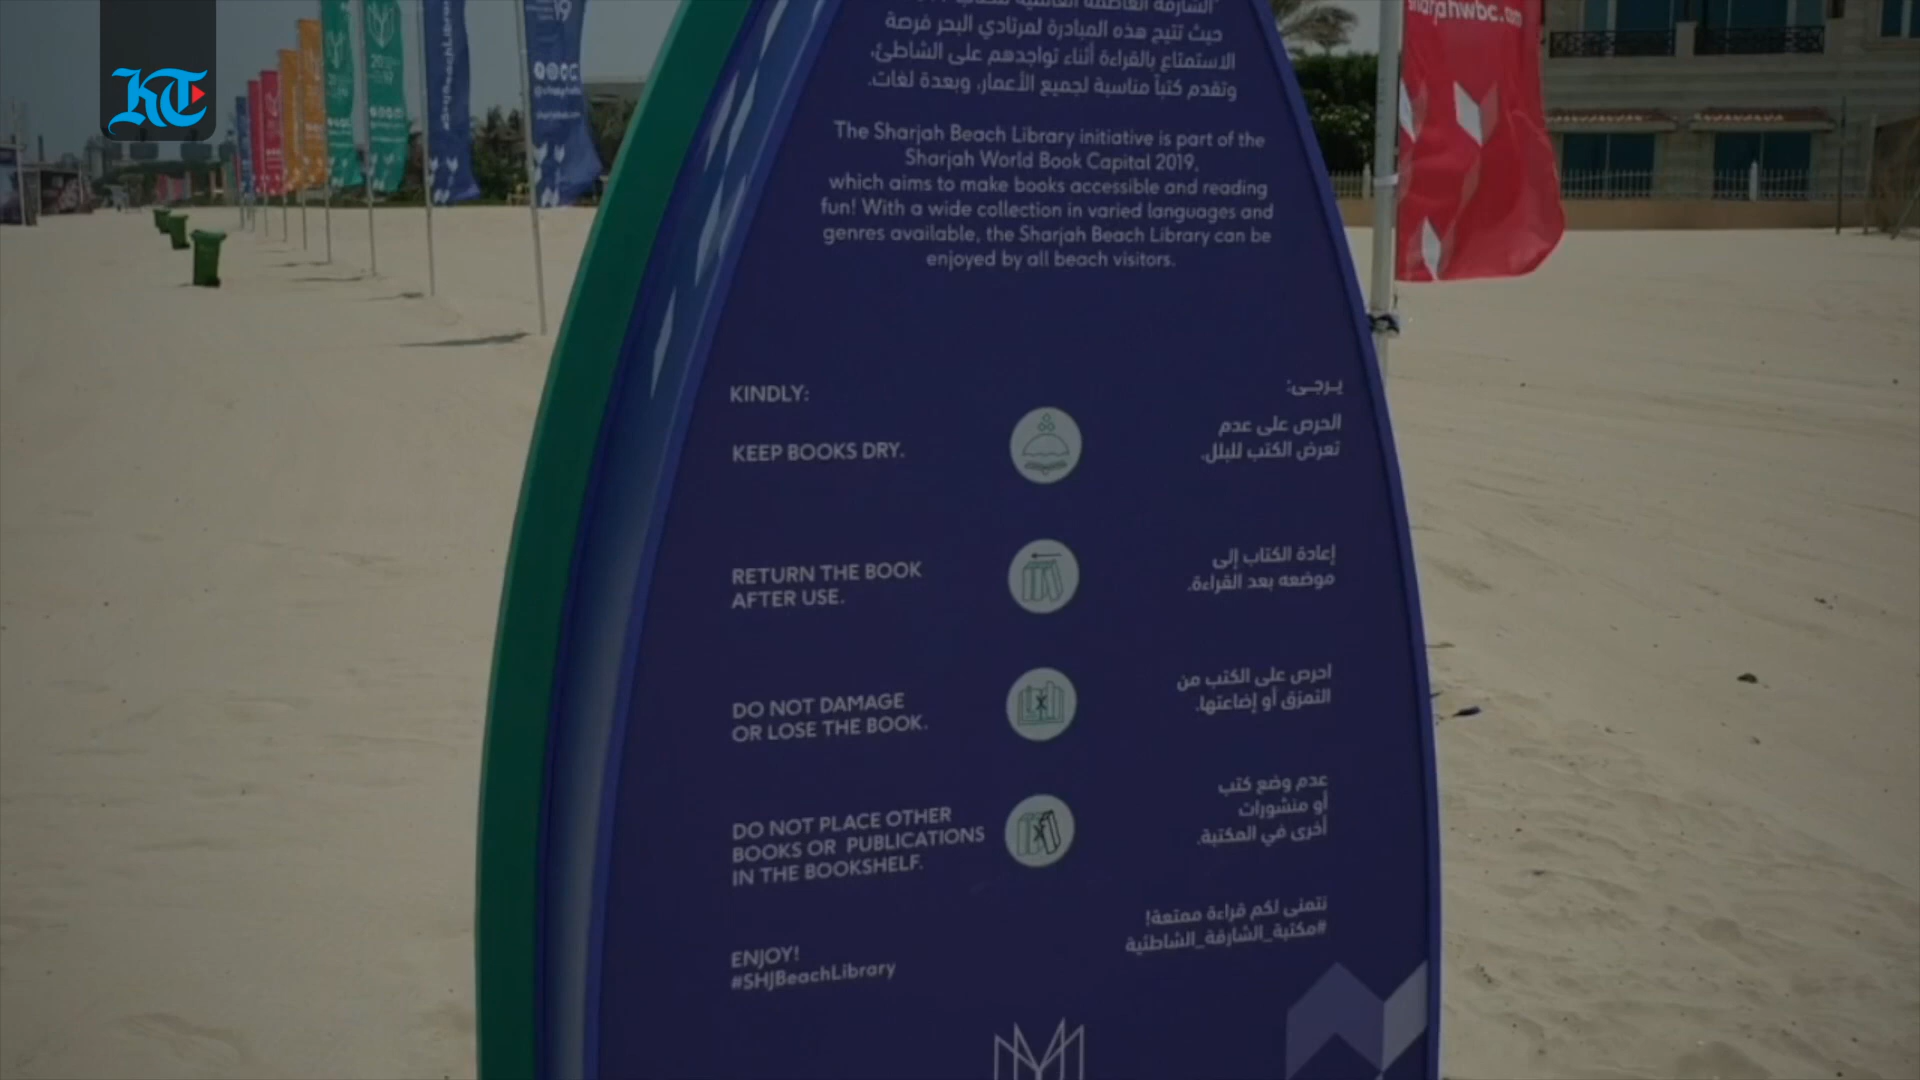 KT
حيث تتيح هذه المبادرة لمرتادي البحر فرصة
الاستمتاع بالقراءة أثناء تواجدهم على الشاطئ،
وتقدم كتباً مناسبة لجميع الأعمار، وبعدة لغات.
The Sharjah Beach Library initiative is part of the
Sharjah World Book Capital 2019,
which aims to make books accessible and reading
fun! With a wide collection in varied languages and
genres available, the Sharjah Beach Library can be
enjoyed by all beach visitors.
KINDLY:
KEEP BOOKS DRY.
RETURN THE BOOK
AFTER USE.
DO NOT DAMAGE
OR LOSE THE BOOK.
DO NOT PLACE OTHER
BOOKS OR PUBLICATIONS
IN THE BOOKSHELF.
ENJOY!
#SHJBeachLibrary
يرجى:
الحرص على عدم
تعرض الكتب للبلل.
إعادة الكتاب إلى
موضعه بعد القراءة.
احرص على الكتب من
التمزق أو إضاعتها.
عدم وضع كتب
أو منشورات
أخرى في المكتبة.
نتمنى لكم قراءة ممتعة!
#مكتبة_الشارقة_الشاطئية